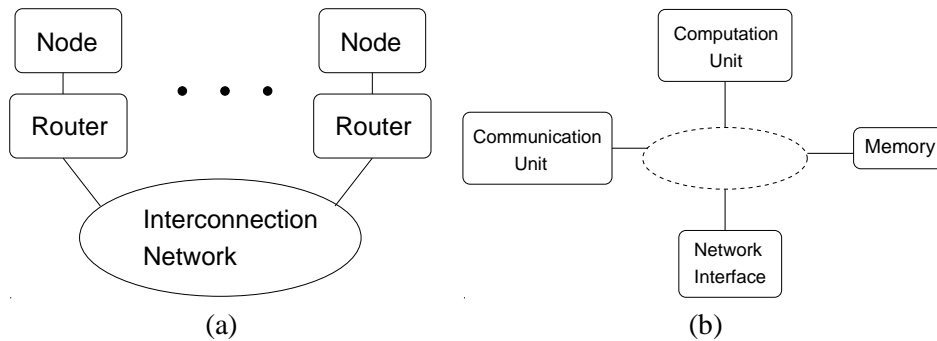 Node
Router
Node
Router
Interconnection
Network
(a)
Computation
Unit
Communication
Unit
Memory
Network
Interface
(b)